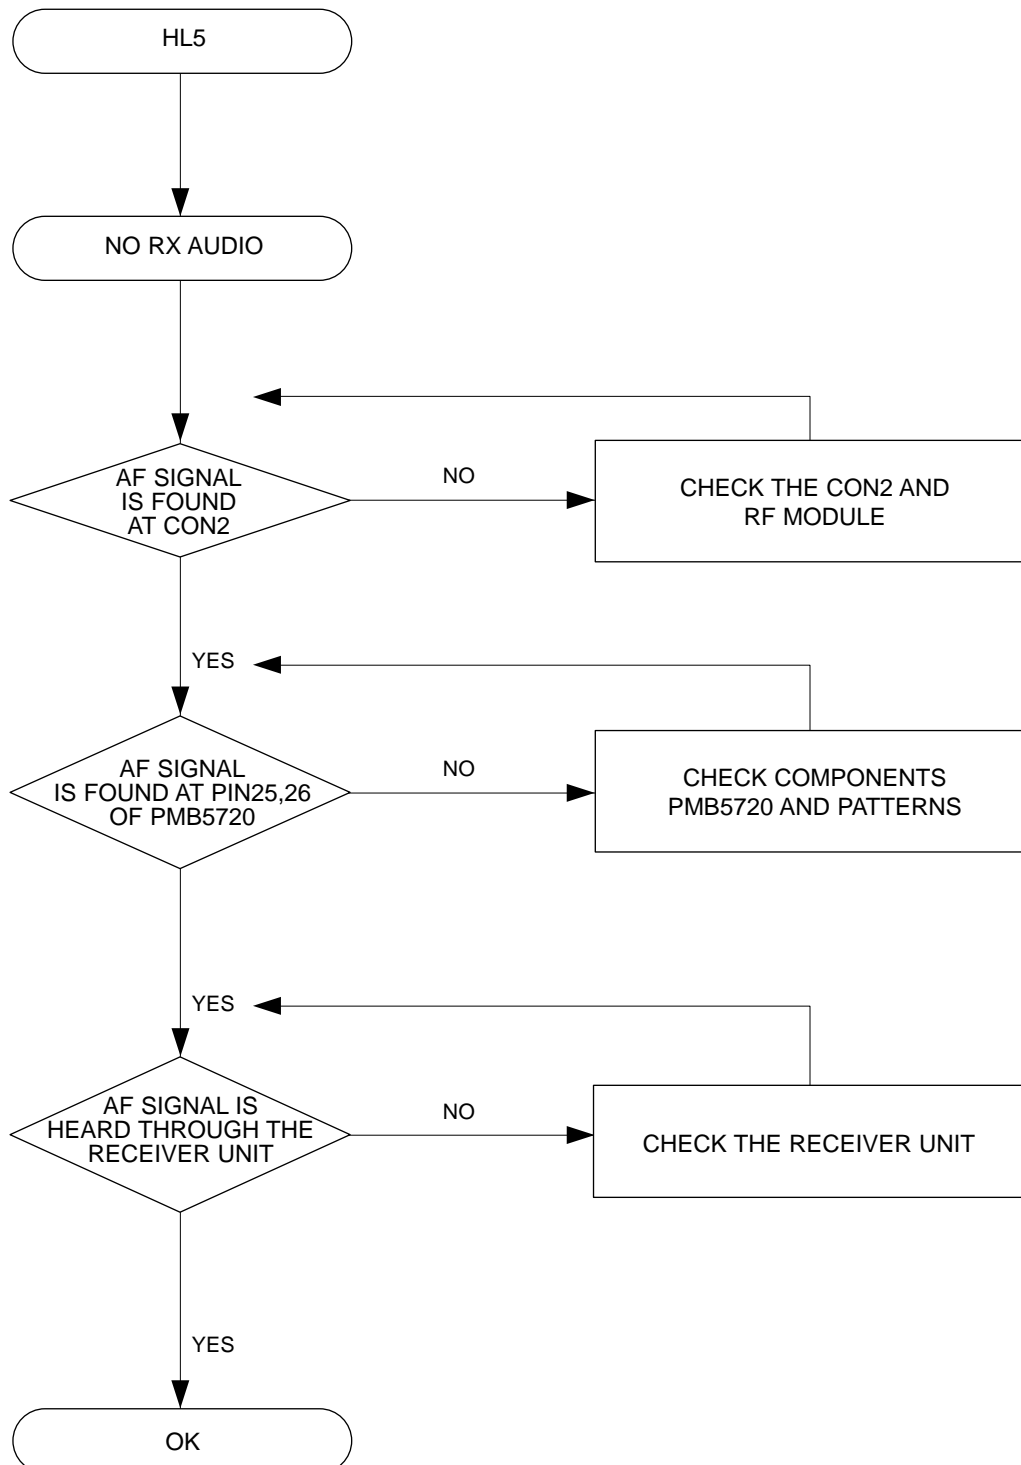 HL5
NO RX AUDIO
AF SIGNAL
IS FOUND
AT CON2
NO
CHECK THE CON2 AND
RF MODULE
YES
AF SIGNAL
IS FOUND AT PIN25,26
OF PMB5720
NO
CHECK COMPONENTS
PMB5720 AND PATTERNS
YES
AF SIGNAL IS
HEARD THROUGH THE
RECEIVER UNIT
NO
CHECK THE RECEIVER UNIT
YES
OK